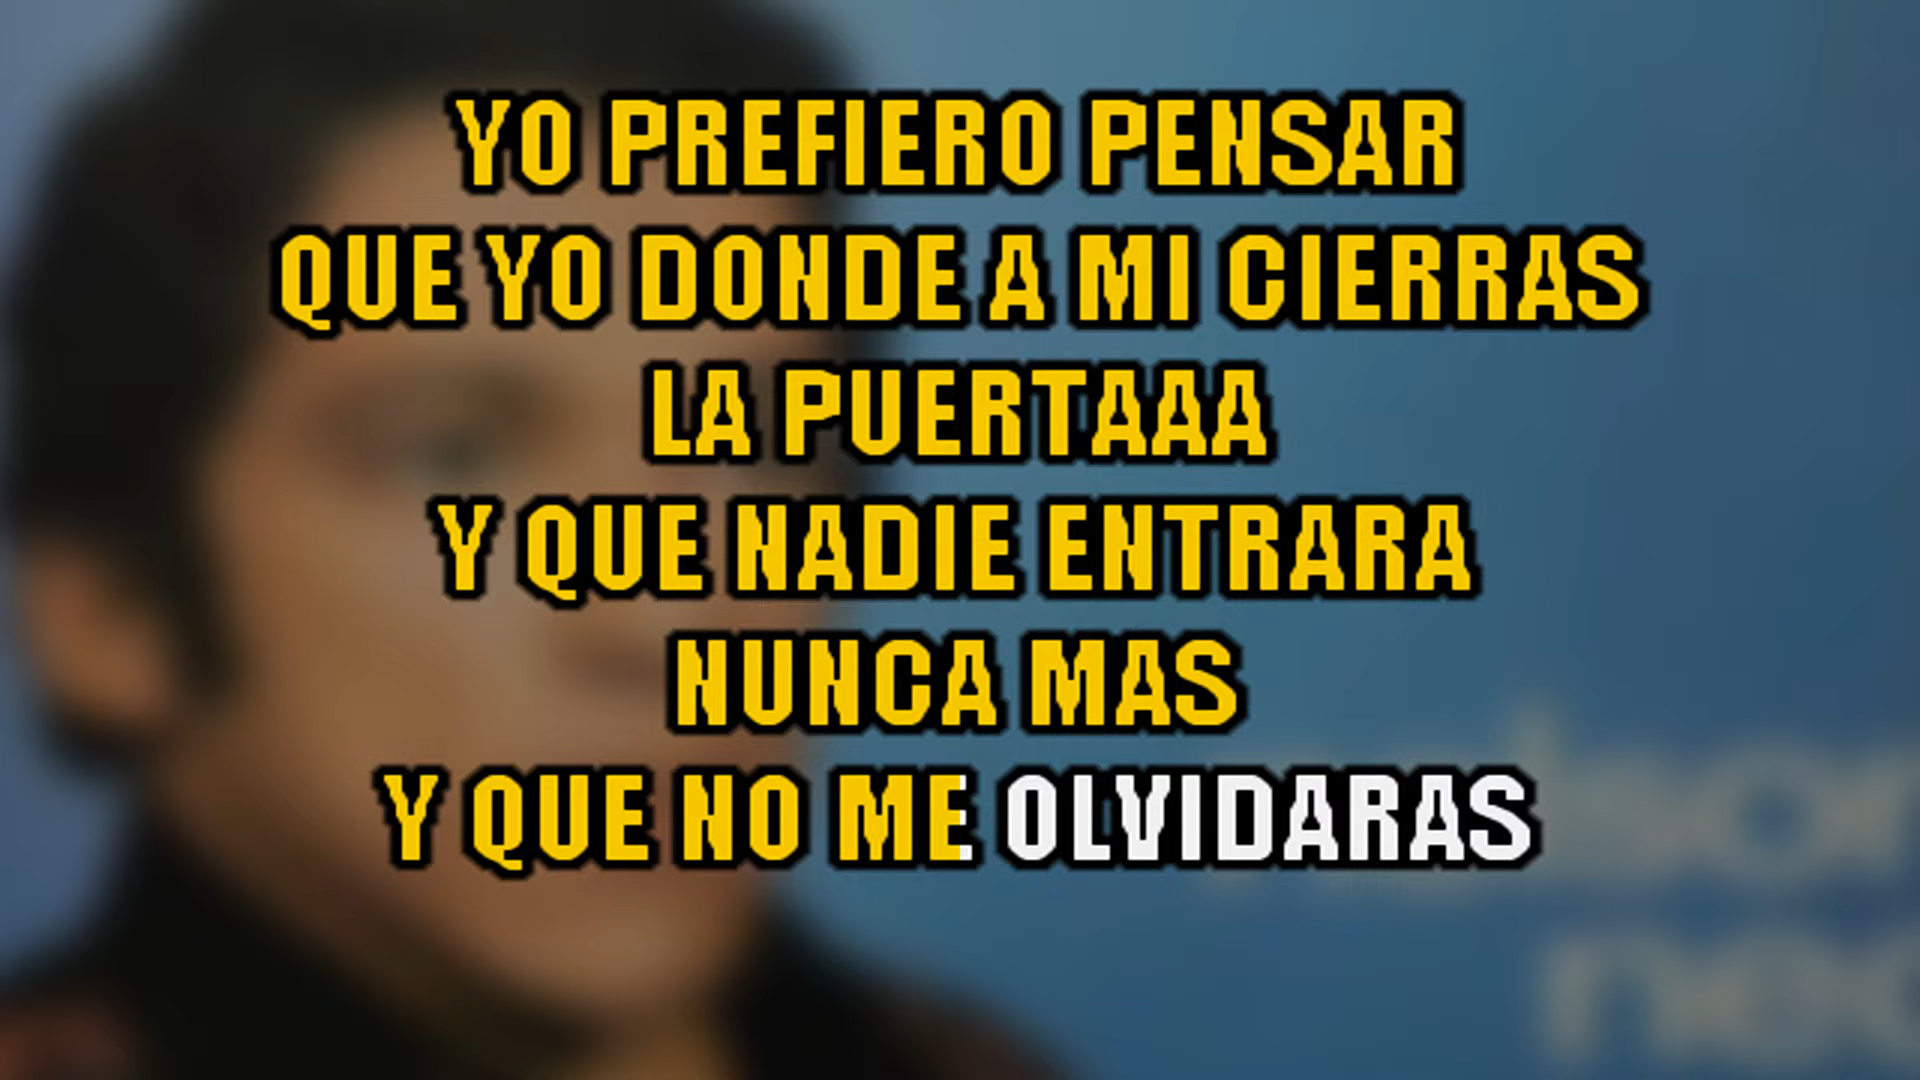 YO PREFIERO PENSAR
QUE YO DONDE A MI CIERRAS
LA PUERTAAA
Y QUE NADIE ENTRARA
NUNCA MAS
Y QUE NO ME OLVIDARAS